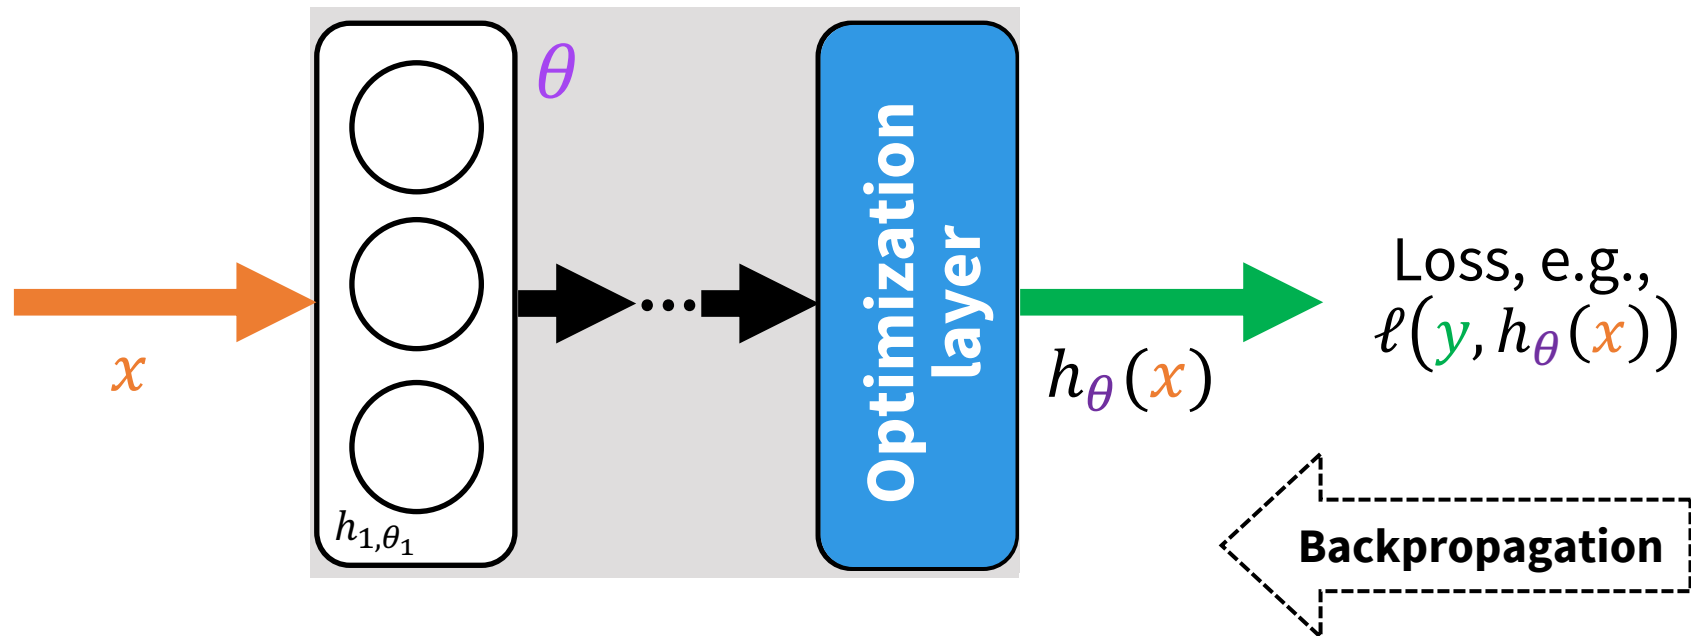 x
h₁,θ₁
θ
...
Optimization
layer
hθ(x)
Loss, e.g.,
ℓ(y, hθ(x))
Backpropagation